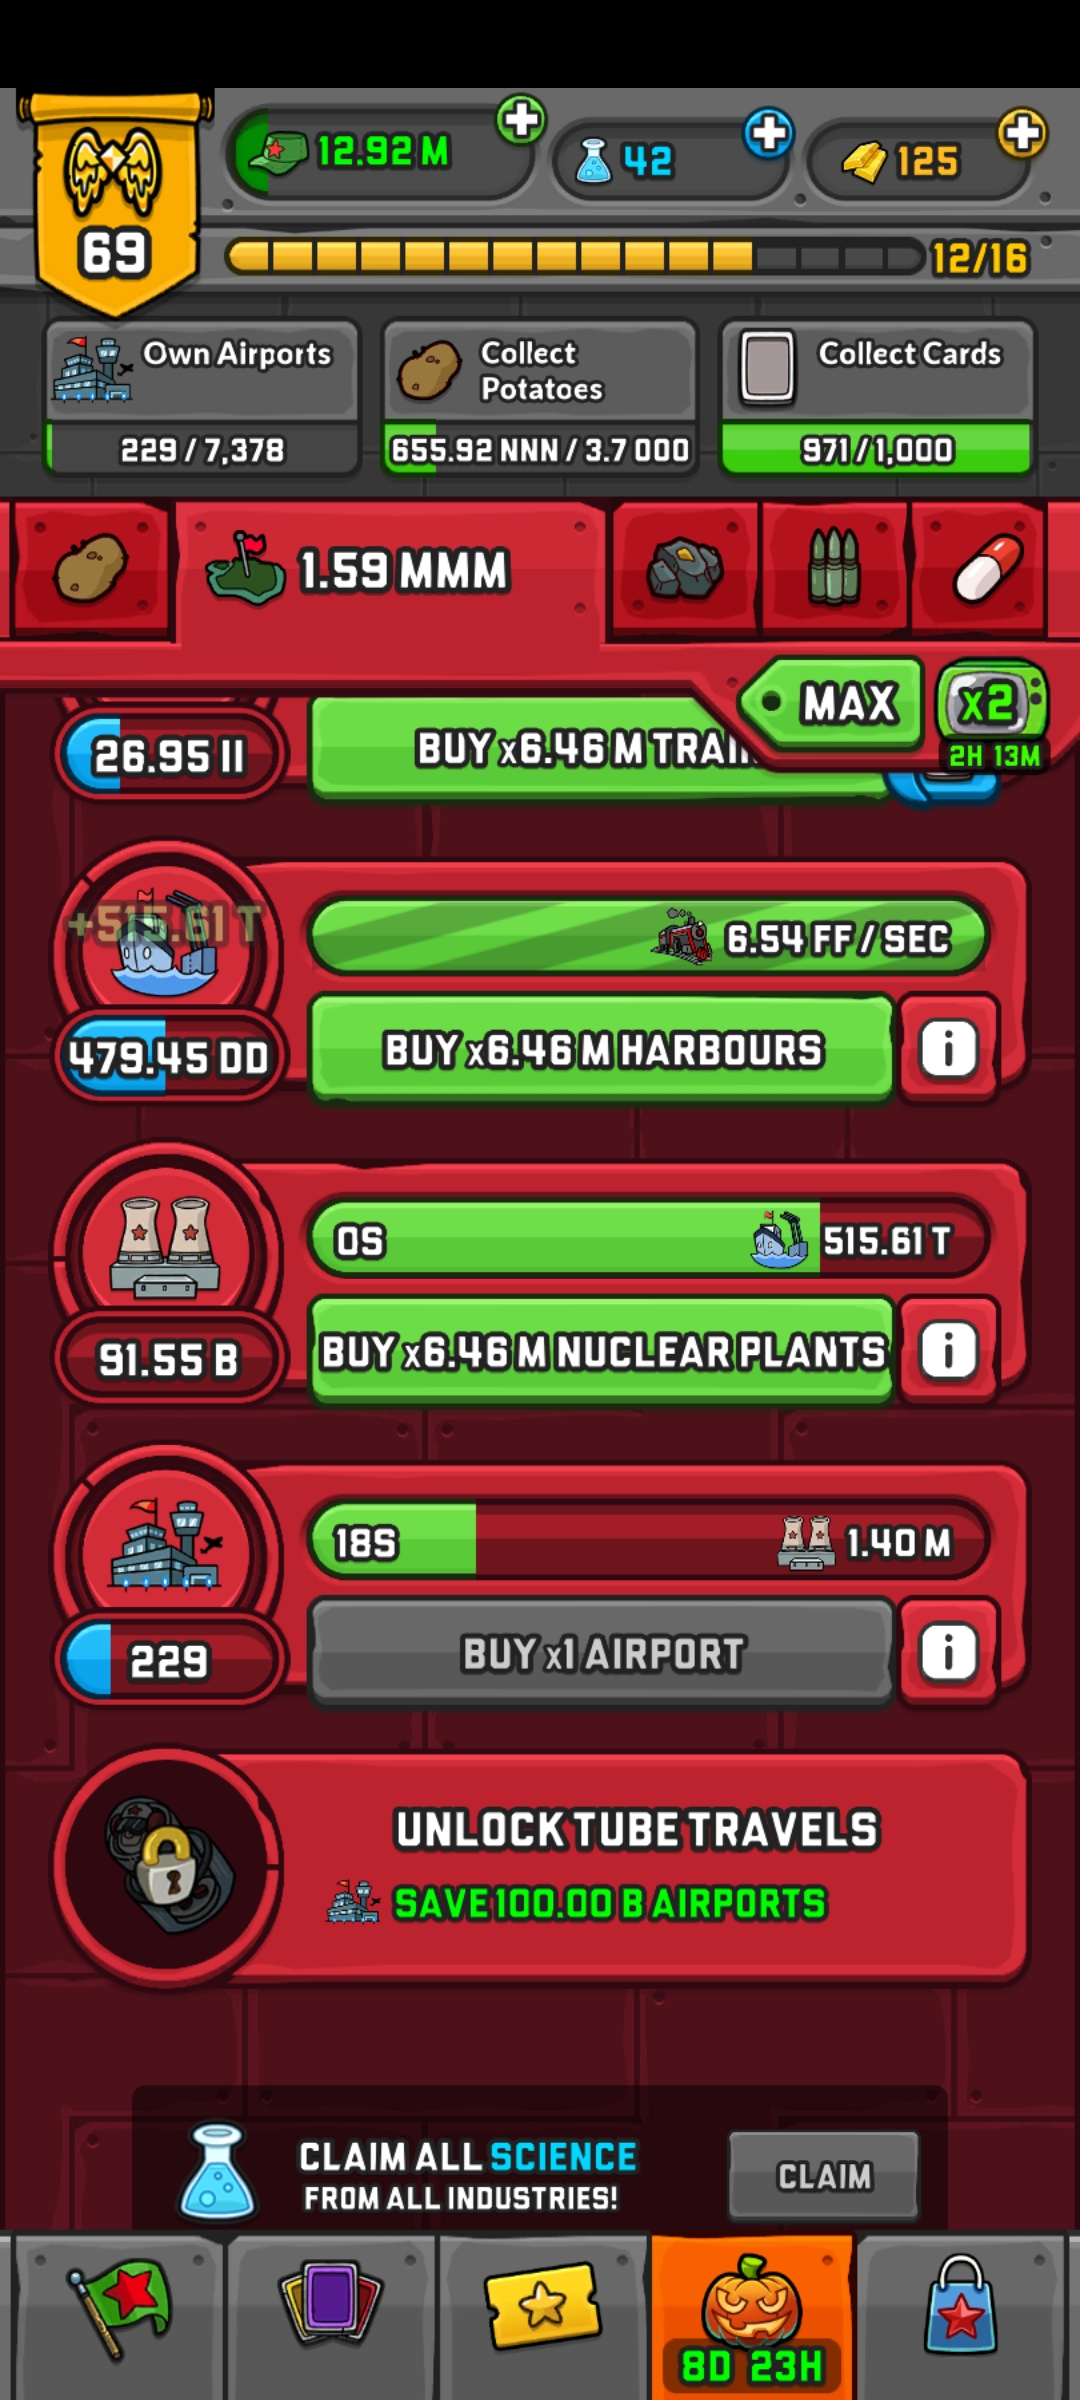 12.92 M
42
125
69
12/16
Own Airports
229 / 7,378
Collect
Potatoes
655.92 NNN / 3.7 OOO
Collect Cards
971 / 1,000
1.59 MMM
MAX
x2
2H 13M
26.95 II
BUY x6.46 M
+515.61 T
6.54 FF / SEC
479.45 DD
BUY x6.46 M HARBOURS
i
0S
515.61 T
91.55 B
BUY x6.46 M NUCLEAR PLANTS
i
18S
1.40 M
229
BUY x1 AIRPORT
i
UNLOCK TUBE TRAVELS
SAVE 100.00 B AIRPORTS
CLAIM ALL SCIENCE
FROM ALL INDUSTRIES!
CLAIM
8D 23H